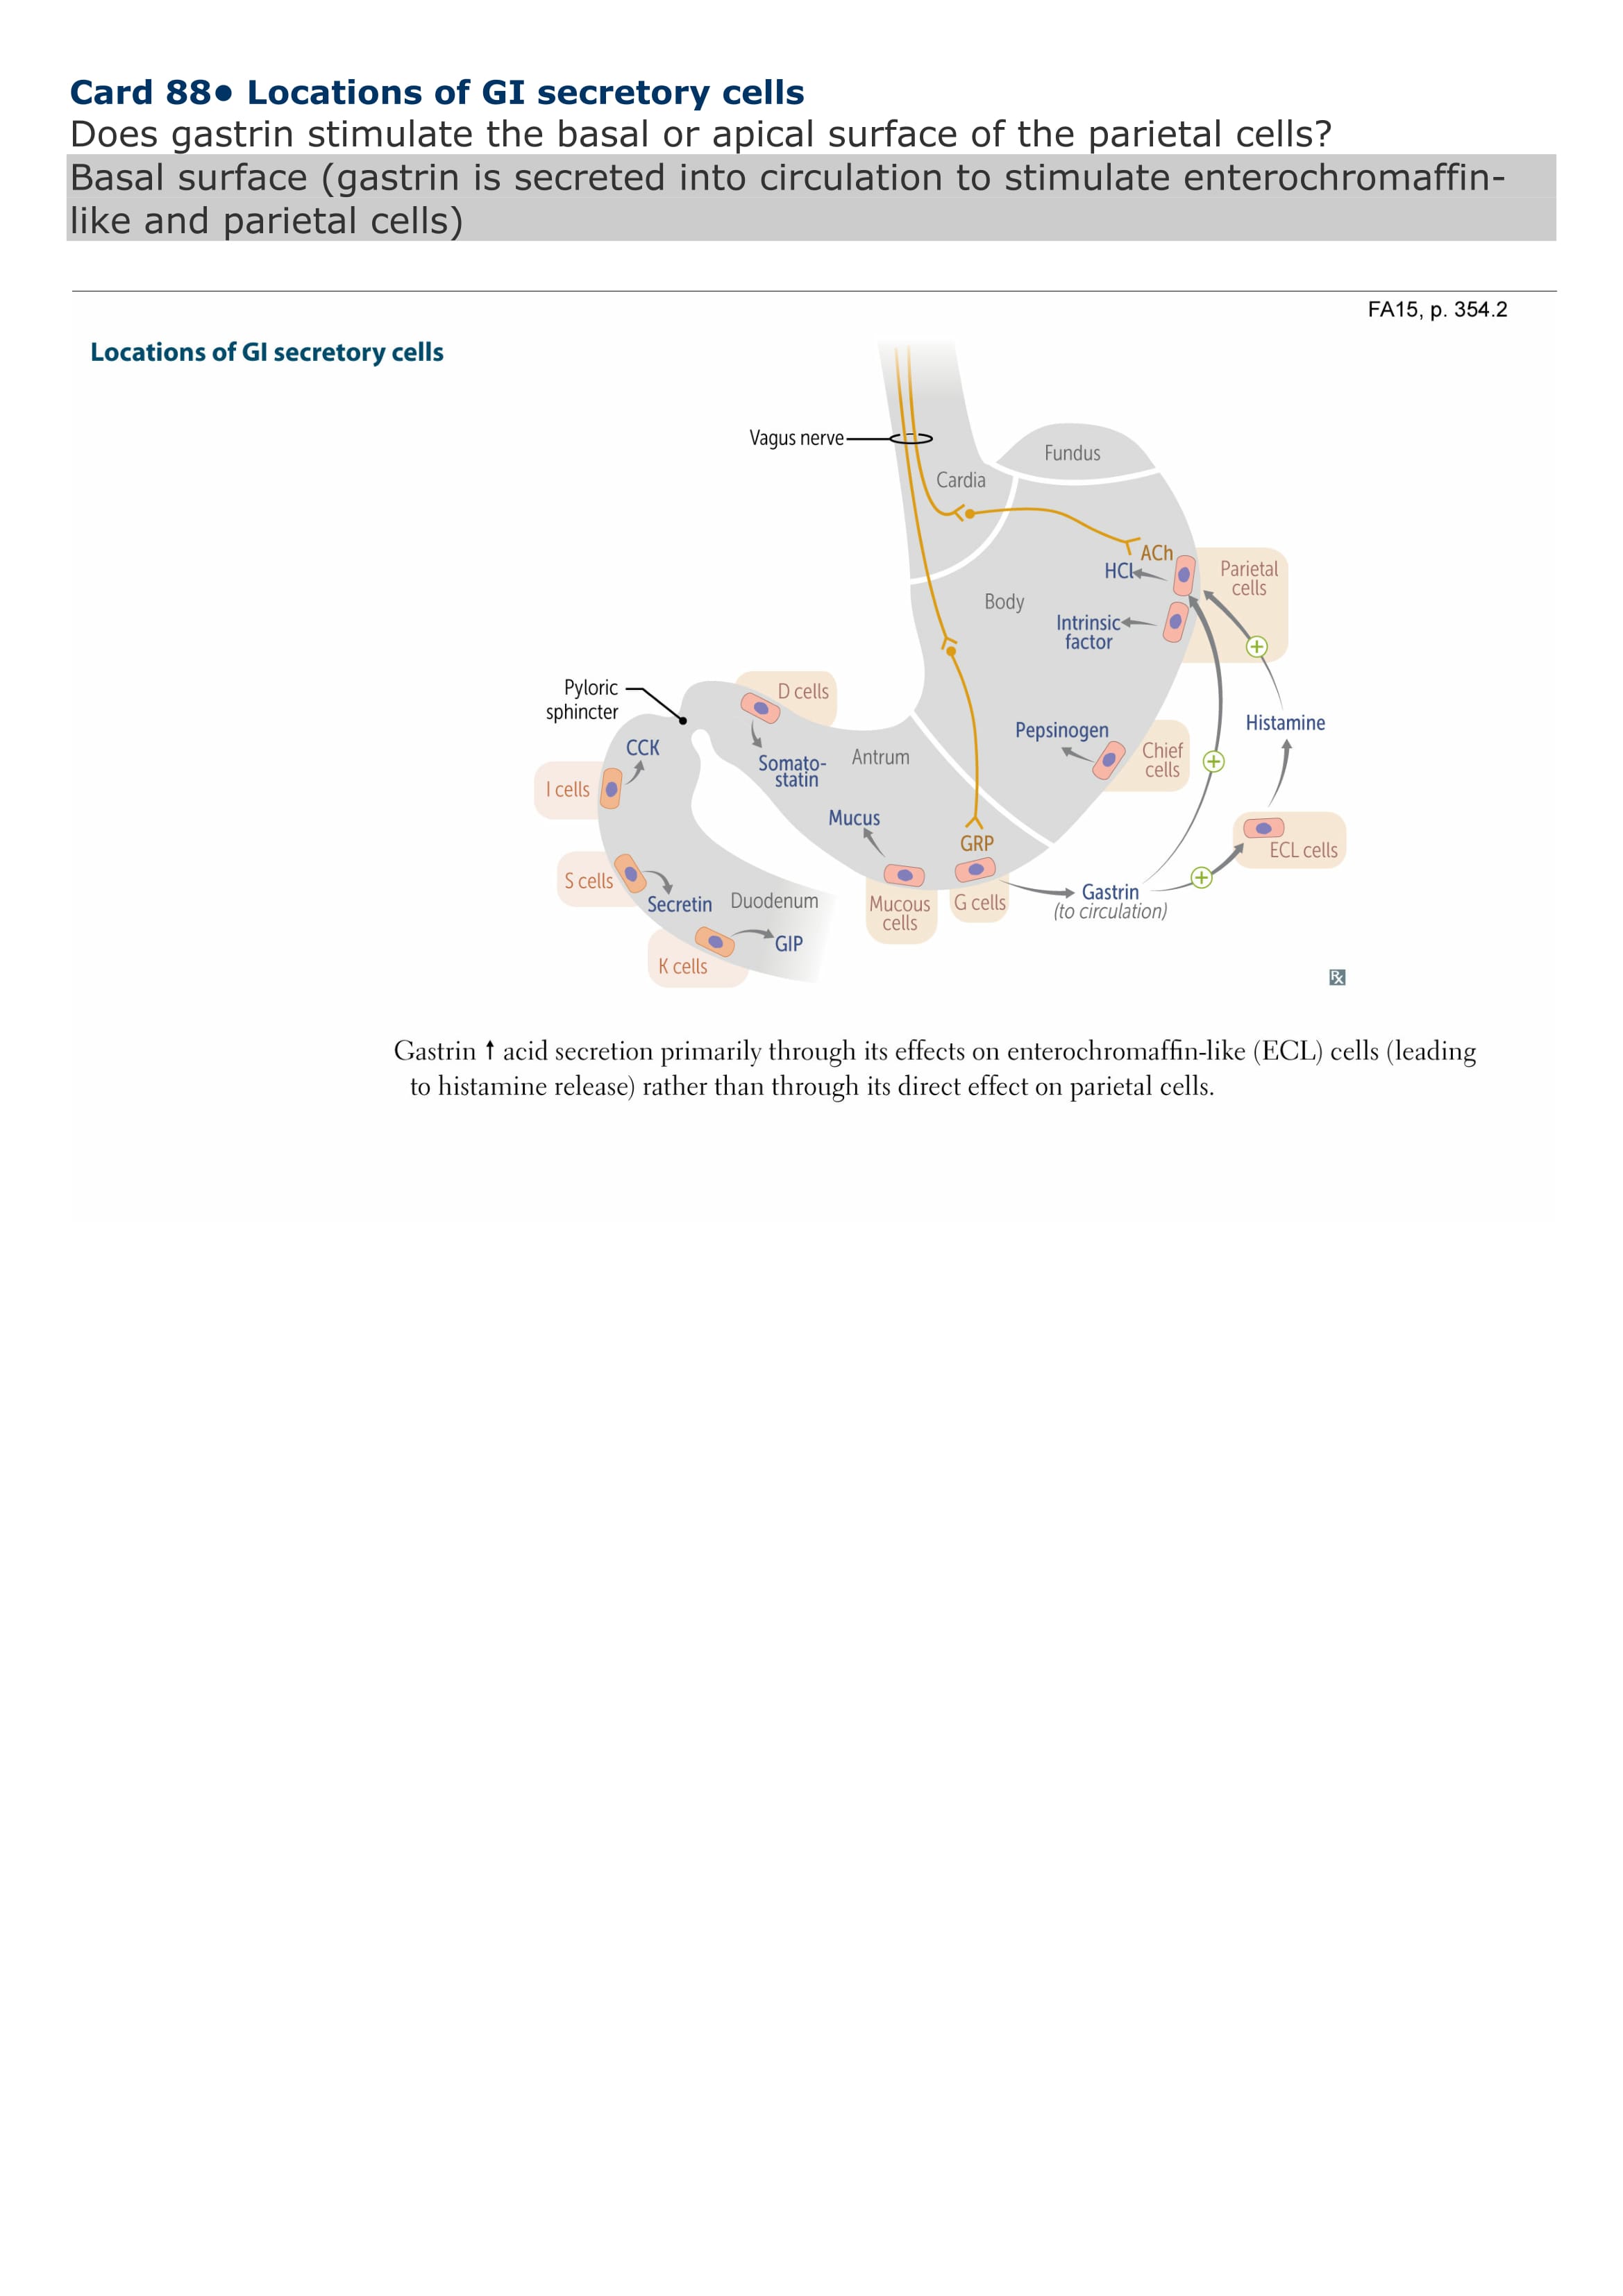 Card 88• Locations of GI secretory cells
Does gastrin stimulate the basal or apical surface of the parietal cells?
Basal surface (gastrin is secreted into circulation to stimulate enterochromaffin-
like and parietal cells)
FA15, p. 354.2
Locations of GI secretory cells
Vagus nerve
Fundus
Cardia
ACh
HCl
Parietal
cells
Body
Intrinsic
factor
Pyloric
sphincter
D cells
Histamine
Pepsinogen
CCK
Somato-
statin
Antrum
Chief
cells
I cells
Mucus
GRP
ECL cells
S cells
Secretin
Duodenum
Mucous
cells
G cells
Gastrin
(to circulation)
GIP
K cells
Rx
Gastrin ↑ acid secretion primarily through its effects on enterochromaffin-like (ECL) cells (leading
to histamine release) rather than through its direct effect on parietal cells.